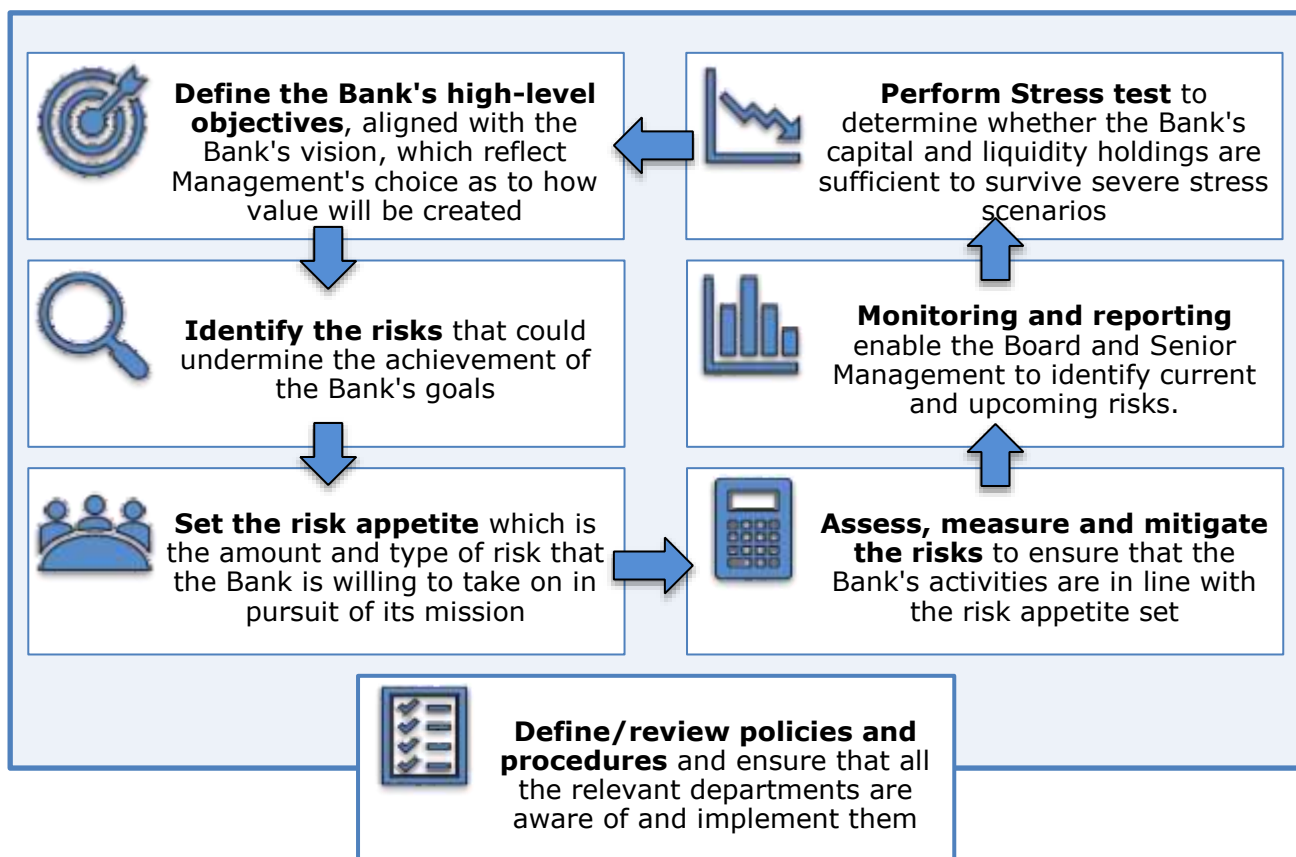 Define the Bank's high-level
objectives, aligned with the
Bank's vision, which reflect
Management's choice as to how
value will be created
Identify the risks that could
undermine the achievement of
the Bank's goals
Set the risk appetite which is
the amount and type of risk that
the Bank is willing to take on in
pursuit of its mission
Assess, measure and mitigate
the risks to ensure that the
Bank's activities are in line with
the risk appetite set
Monitoring and reporting
enable the Board and Senior
Management to identify current
and upcoming risks.
Perform Stress test to
determine whether the Bank's
capital and liquidity holdings are
sufficient to survive severe stress
scenarios
Define/review policies and
procedures and ensure that all
the relevant departments are
aware of and implement them